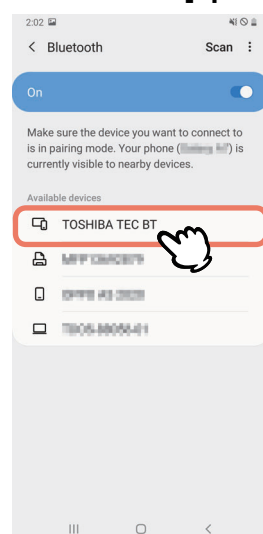 2:02
Bluetooth Scan
On
Make sure the device you want to connect to
is in pairing mode. Your phone ( ) is
currently visible to nearby devices.
Available devices
TOSHIBA TEC BT